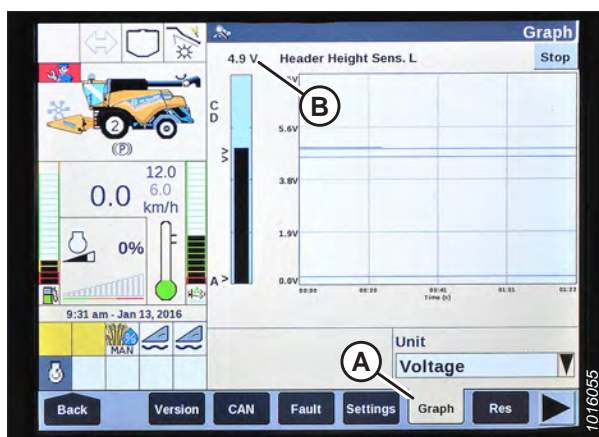 Graph
4.9 V
Header Height Sens. L
Stop
B
C
D
5.6V
3.8V
1.9V
0.0V
A >
00:00
00:20
00:41
01:01
01:22
Time (s)
2
(P)
12.0
0.0
6.0
km/h
E
F
0%
9:31 am - Jan 13, 2016
MAN
A
Unit
Voltage
Back
Version
CAN
Fault
Settings
Graph
Res
1016055